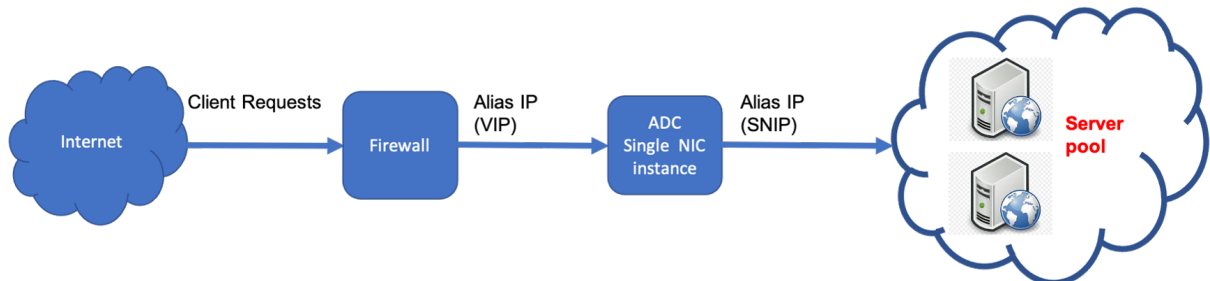 Internet
Client Requests
Firewall
Alias IP
(VIP)
ADC
Single NIC
instance
Alias IP
(SNIP)
Server
pool